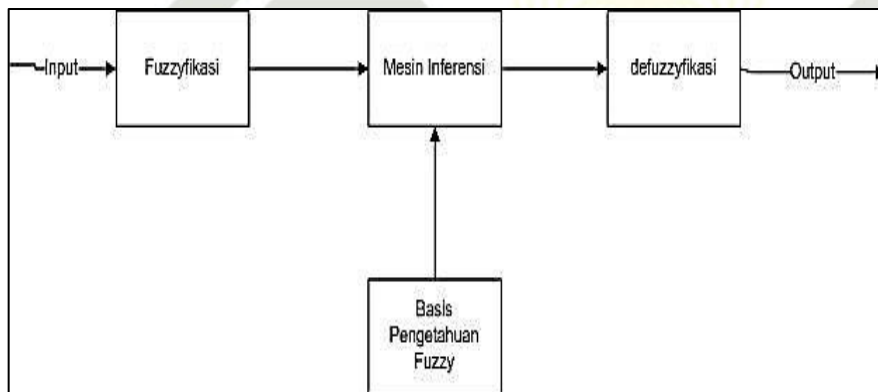 Input
Fuzzyfikasi
Mesin Inferensi
defuzzyfikasi
Output
Basis
Pengetahuan
Fuzzy